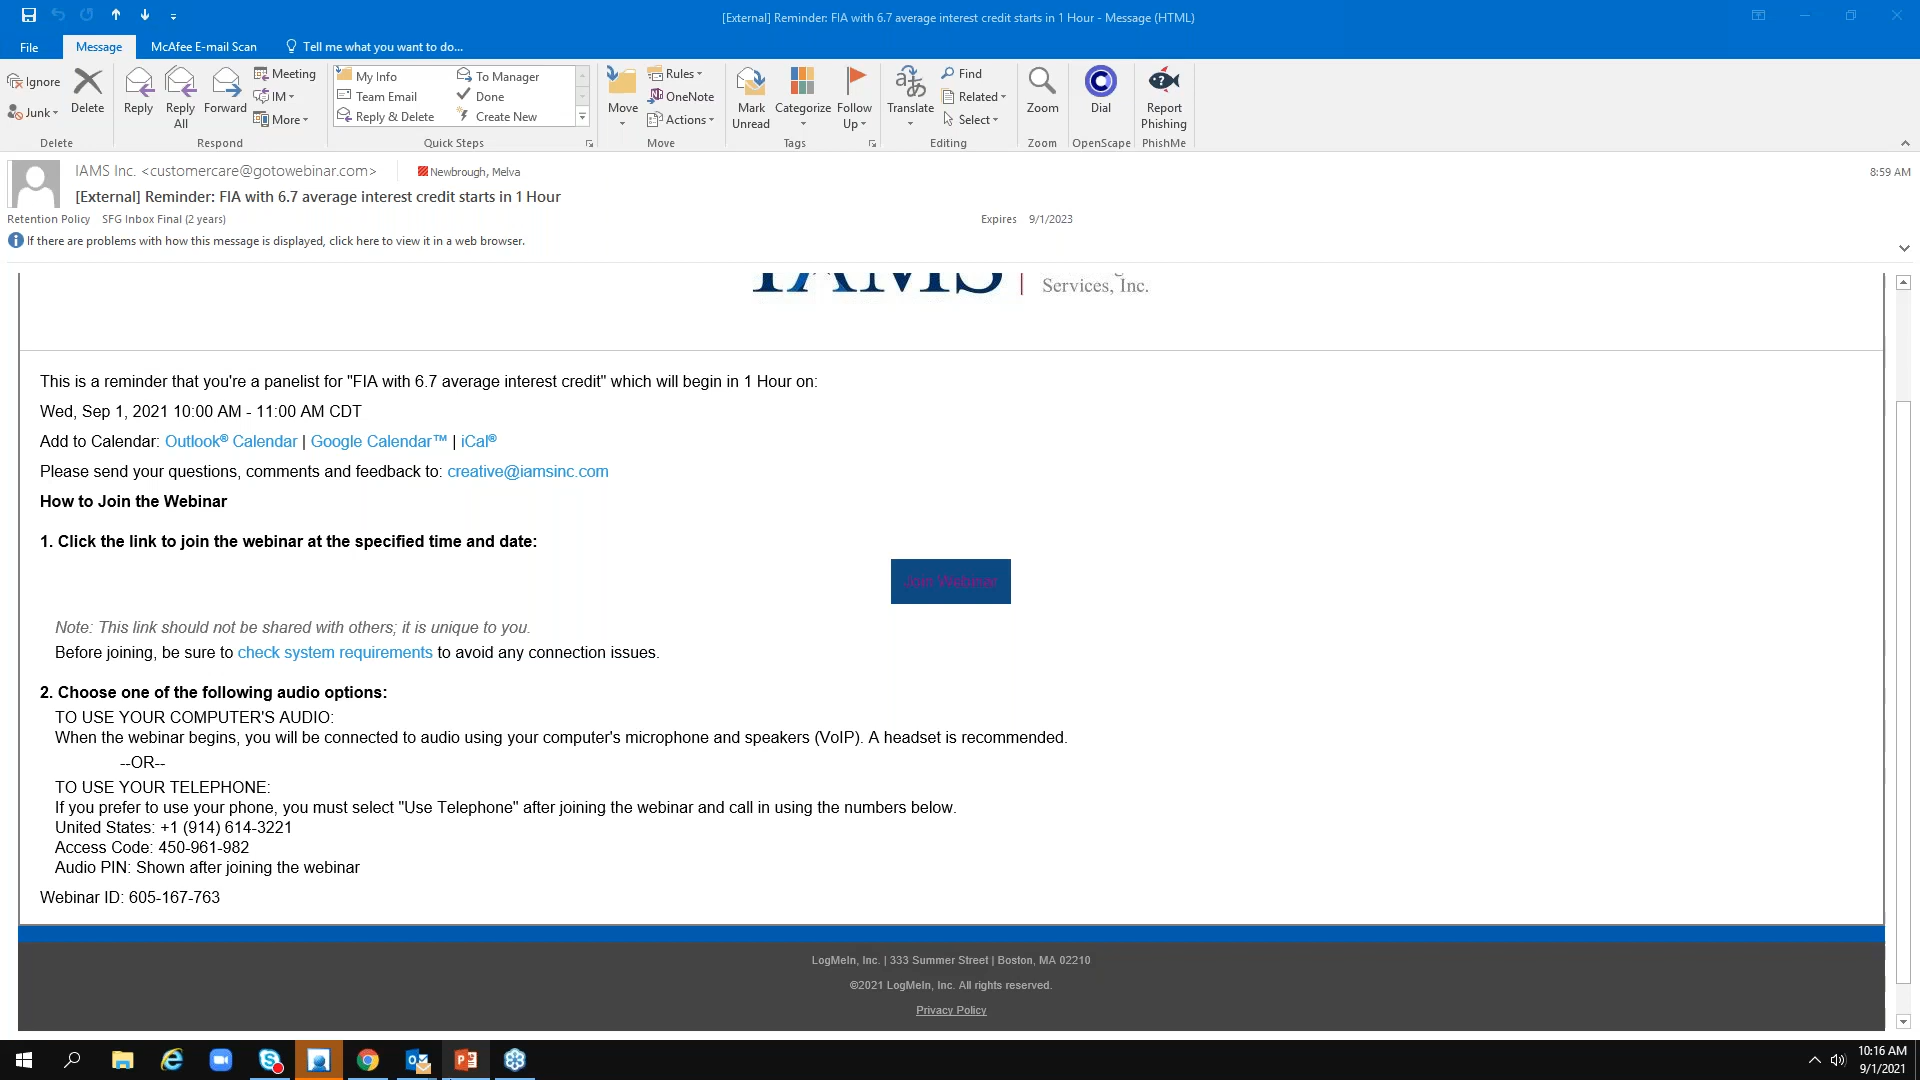 [External] Reminder: FIA with 6.7 average interest credit starts in 1 Hour - Message (HTML)
File Message McAfee E-mail Scan Tell me what you want to do...
Ignore
Junk
Delete
Delete
Reply
Reply All
Forward
Meeting
IM
More
Respond
My Info To Manager
Team Email Done
Reply & Delete Create New
Quick Steps
Move
Rules
OneNote
Actions
Move
Mark Unread
Categorize
Follow Up
Tags
Translate
Find
Related
Select
Editing
Zoom
Zoom
Dial
OpenScape
Report Phishing
PhishMe
IAMS Inc. <customercare@gotowebinar.com> Newbrough, Melva 8:59 AM
[External] Reminder: FIA with 6.7 average interest credit starts in 1 Hour
Retention Policy SFG Inbox Final (2 years) Expires 9/1/2023
If there are problems with how this message is displayed, click here to view it in a web browser.
IAMS
Services, Inc.
This is a reminder that you're a panelist for "FIA with 6.7 average interest credit" which will begin in 1 Hour on:
Wed, Sep 1, 2021 10:00 AM - 11:00 AM CDT
Add to Calendar: Outlook® Calendar | Google Calendar™ | iCal®
Please send your questions, comments and feedback to: creative@iamsinc.com
How to Join the Webinar
1. Click the link to join the webinar at the specified time and date:
Join Webinar
Note: This link should not be shared with others; it is unique to you.
Before joining, be sure to check system requirements to avoid any connection issues.
2. Choose one of the following audio options:
TO USE YOUR COMPUTER'S AUDIO:
When the webinar begins, you will be connected to audio using your computer's microphone and speakers (VoIP). A headset is recommended.
--OR--
TO USE YOUR TELEPHONE:
If you prefer to use your phone, you must select "Use Telephone" after joining the webinar and call in using the numbers below.
United States: +1 (914) 614-3221
Access Code: 450-961-982
Audio PIN: Shown after joining the webinar
Webinar ID: 605-167-763
LogMeIn, Inc. | 333 Summer Street | Boston, MA 02210
©2021 LogMeIn, Inc. All rights reserved.
Privacy Policy
10:16 AM
9/1/2021